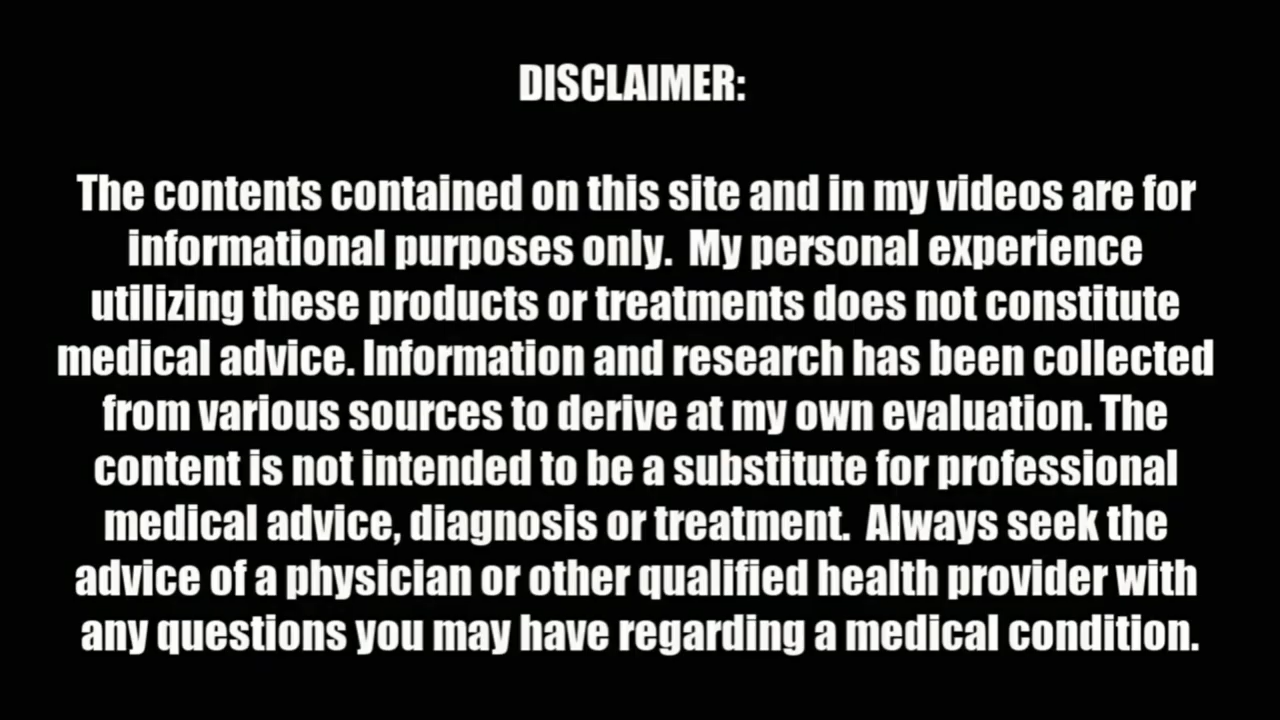 DISCLAIMER:
The contents contained on this site and in my videos are for
informational purposes only.  My personal experience
utilizing these products or treatments does not constitute
medical advice. Information and research has been collected
from various sources to derive at my own evaluation. The
content is not intended to be a substitute for professional
medical advice, diagnosis or treatment.  Always seek the
advice of a physician or other qualified health provider with
any questions you may have regarding a medical condition.